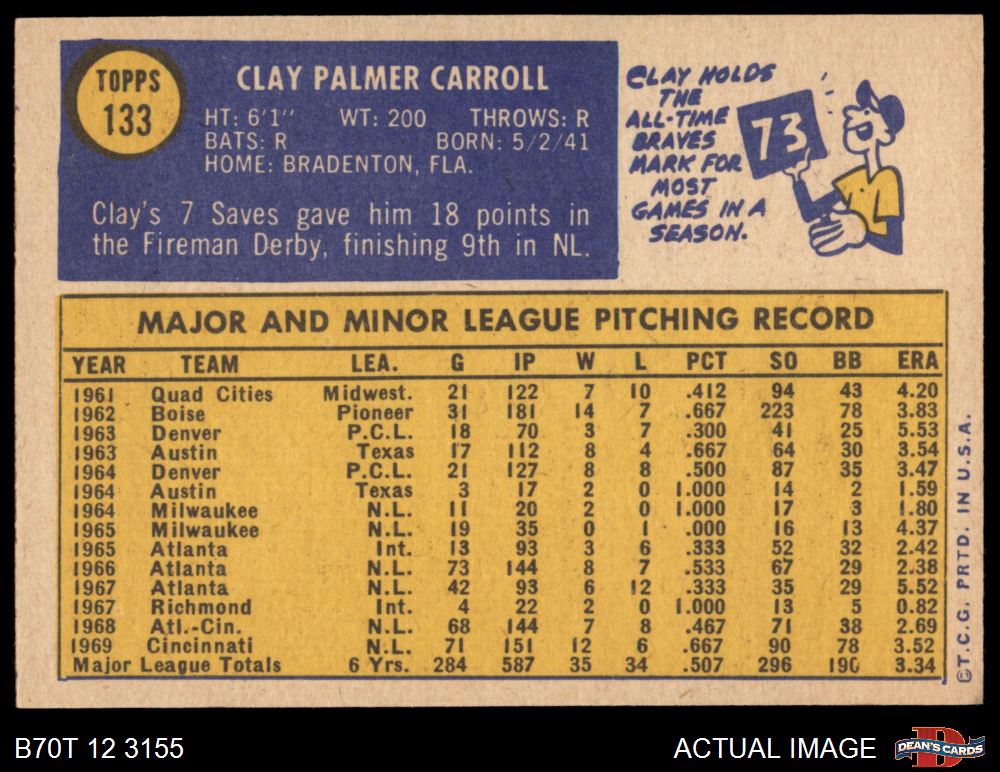 TOPPS
133
CLAY PALMER CARROLL
HT: 6'1" WT: 200 THROWS: R
BATS: R BORN: 5/2/41
HOME: BRADENTON, FLA.
Clay's 7 Saves gave him 18 points in
the Fireman Derby, finishing 9th in NL.
CLAY HOLDS
THE
ALL-TIME
BRAVES
MARK FOR
MOST
GAMES IN A
SEASON.
73
MAJOR AND MINOR LEAGUE PITCHING RECORD
YEAR TEAM LEA. G IP W L PCT SO BB ERA
1961 Quad Cities Midwest. 21 122 7 10 .412 94 43 4.20
1962 Boise Pioneer 31 181 14 7 .667 223 78 3.83
1963 Denver P.C.L. 18 70 3 7 .300 41 25 5.53
1963 Austin Texas 17 112 8 4 .667 64 30 3.54
1964 Denver P.C.L. 21 127 8 8 .500 87 35 3.47
1964 Austin Texas 3 17 2 0 1.000 14 2 1.59
1964 Milwaukee N.L. 11 20 2 0 1.000 17 3 1.80
1965 Milwaukee N.L. 19 35 0 1 .000 16 13 4.37
1965 Atlanta Int. 13 93 3 6 .333 52 32 2.42
1966 Atlanta N.L. 73 144 8 7 .533 67 29 2.38
1967 Atlanta N.L. 42 93 6 12 .333 35 29 5.52
1967 Richmond Int. 4 22 2 0 1.000 13 5 0.82
1968 Atl.-Cin. N.L. 68 144 7 8 .467 71 38 2.69
1969 Cincinnati N.L. 71 151 12 6 .667 90 78 3.52
Major League Totals 6 Yrs. 284 587 35 34 .507 296 190 3.34
©T.C.G. PRTD. IN U.S.A.
B70T 12 3155
ACTUAL IMAGE
DEAN'S CARDS